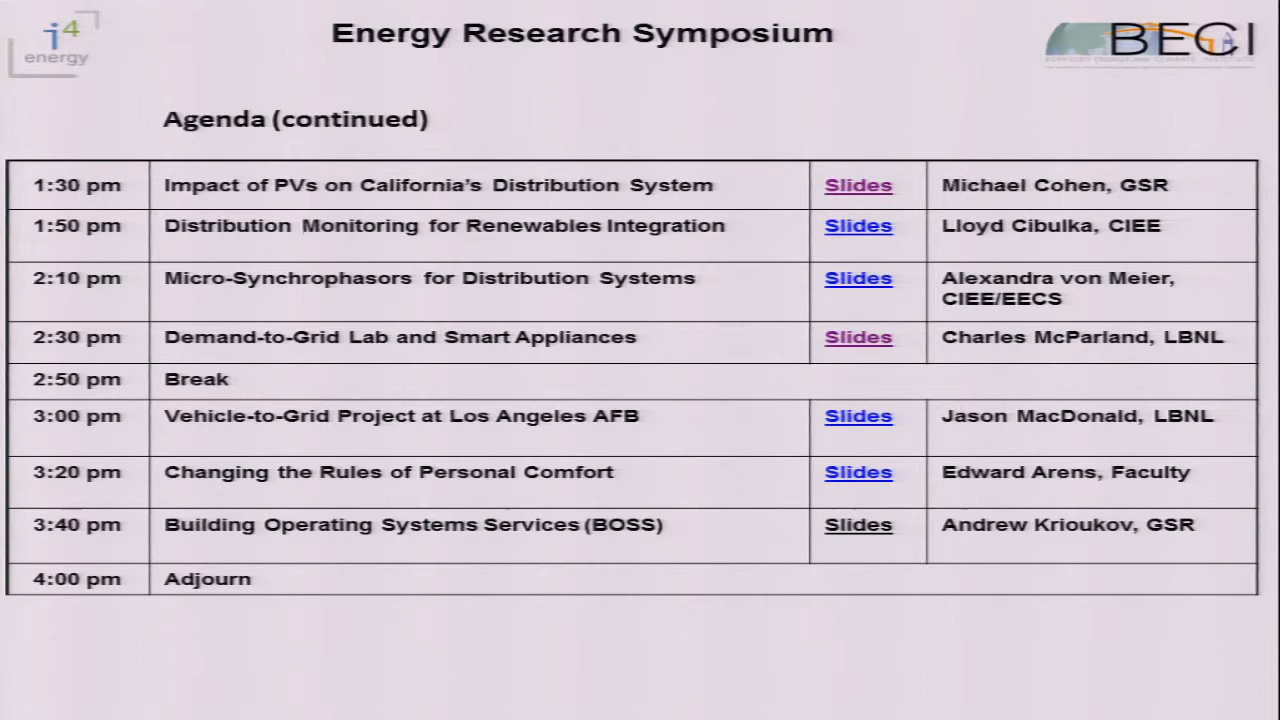 i4
energy
Energy Research Symposium
BECI
BERKELEY ENERGY AND CLIMATE INSTITUTE
Agenda (continued)
1:30 pm Impact of PVs on California's Distribution System Slides Michael Cohen, GSR
1:50 pm Distribution Monitoring for Renewables Integration Slides Lloyd Cibulka, CIEE
2:10 pm Micro-Synchrophasors for Distribution Systems Slides Alexandra von Meier,
CIEE/EECS
2:30 pm Demand-to-Grid Lab and Smart Appliances Slides Charles McParland, LBNL
2:50 pm Break
3:00 pm Vehicle-to-Grid Project at Los Angeles AFB Slides Jason MacDonald, LBNL
3:20 pm Changing the Rules of Personal Comfort Slides Edward Arens, Faculty
3:40 pm Building Operating Systems Services (BOSS) Slides Andrew Krioukov, GSR
4:00 pm Adjourn